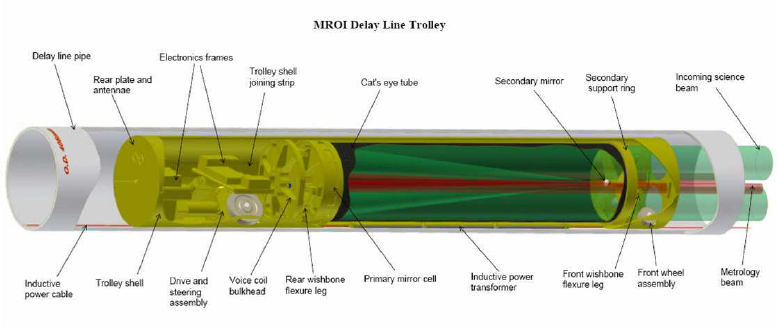 MROI Delay Line Trolley
Delay line pipe
Rear plate and
antennae
Electronics frames
Trolley shell
joining strip
Cat's eye tube
Secondary mirror
Secondary
support ring
Incoming science
beam
Inductive
power cable
Trolley shell
Drive and
steering
assembly
Voice coil
bulkhead
Rear wishbone
flexure leg
Primary mirror cell
Inductive power
transformer
Front wishbone
flexure leg
Front wheel
assembly
Metrology
beam